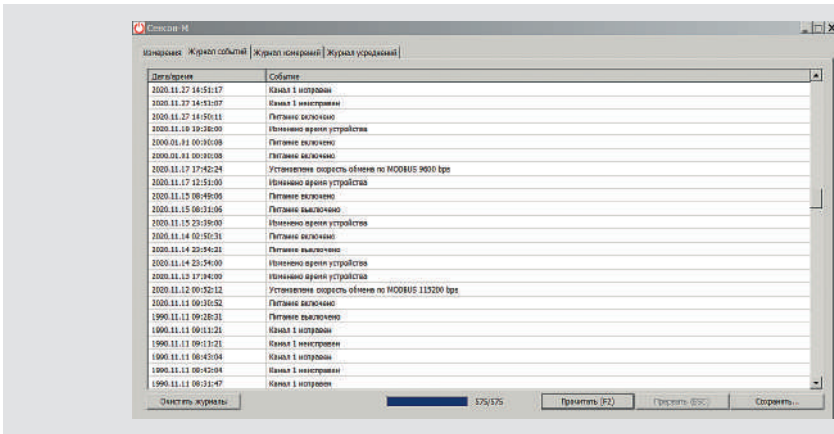 Сенсон-М
Измерения Журнал событий Журнал измерений Журнал усреднений
Дата/время Событие
2020.11.27 14:51:17 Канал 1 исправен
2020.11.27 14:51:07 Канал 1 неисправен
2020.11.27 14:50:11 Питание включено
2020.11.18 19:38:00 Изменено время устройства
2000.01.01 00:00:08 Питание включено
2000.01.01 00:00:08 Питание включено
2020.11.17 17:42:24 Установлена скорость обмена по MODBUS 9600 bps
2020.11.17 12:51:00 Изменено время устройства
2020.11.15 08:49:06 Питание включено
2020.11.15 08:31:06 Питание выключено
2020.11.15 23:39:00 Изменено время устройства
2020.11.14 02:50:31 Питание включено
2020.11.14 23:54:21 Питание выключено
2020.11.14 23:54:00 Изменено время устройства
2020.11.13 17:04:00 Изменено время устройства
2020.11.12 00:52:12 Установлена скорость обмена по MODBUS 115200 bps
2020.11.11 09:30:52 Питание включено
1990.11.11 09:28:31 Питание выключено
1990.11.11 09:11:21 Канал 1 исправен
1990.11.11 09:11:21 Канал 1 неисправен
1990.11.11 08:43:04 Канал 1 исправен
1990.11.11 08:43:04 Канал 1 неисправен
1990.11.11 08:31:47 Канал 1 исправен
Очистить журналы 575/575 Прочитать (F2) Прервать (ESC) Сохранить...